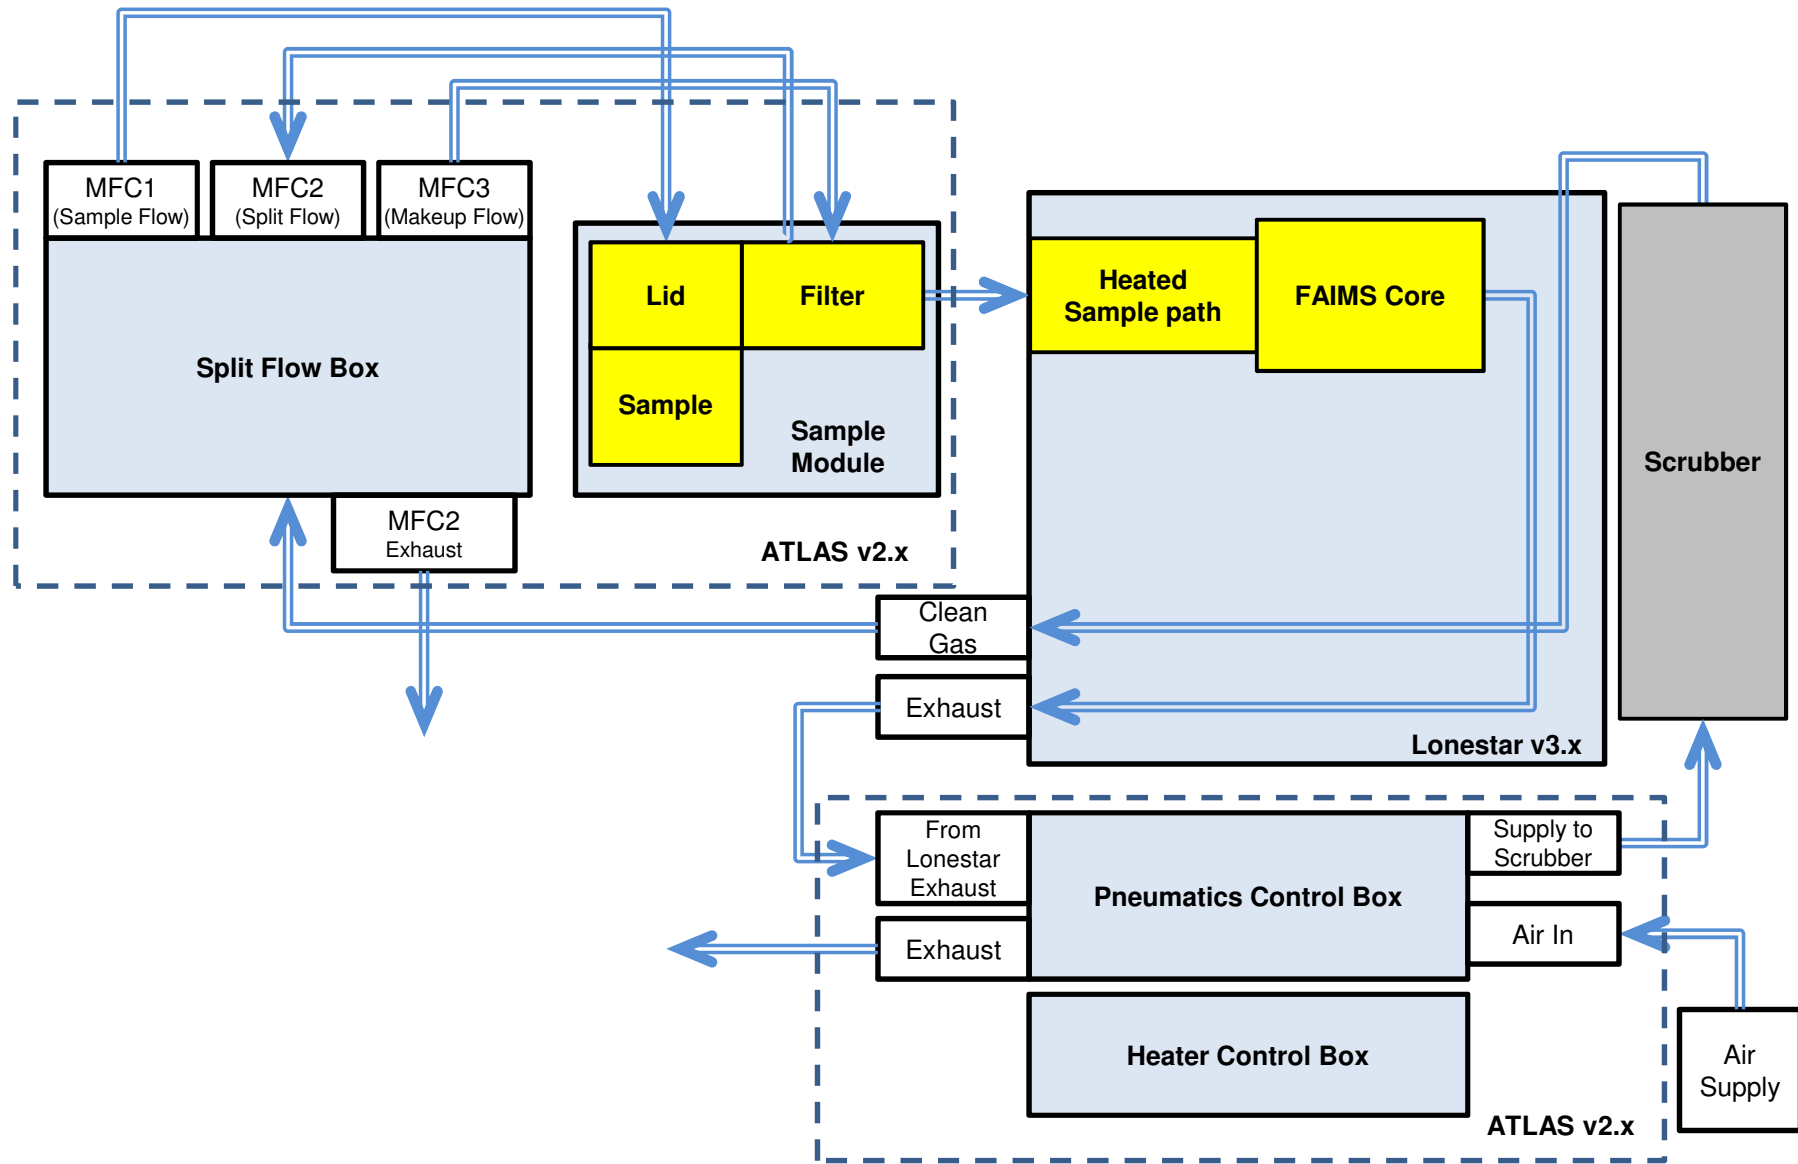 MFC1
(Sample Flow)
MFC2
(Split Flow)
MFC3
(Makeup Flow)
Split Flow Box
MFC2
Exhaust
Lid
Filter
Sample
Sample
Module
ATLAS v2.x
Heated
Sample path
FAIMS Core
Scrubber
Clean
Gas
Exhaust
Lonestar v3.x
From
Lonestar
Exhaust
Exhaust
Pneumatics Control Box
Supply to
Scrubber
Air In
Heater Control Box
ATLAS v2.x
Air
Supply